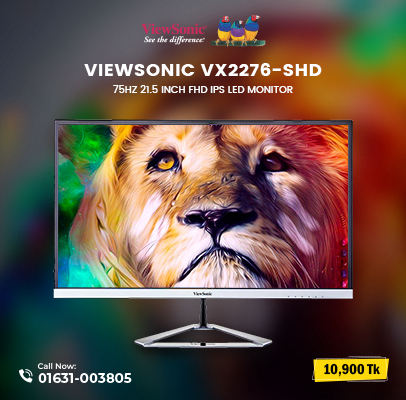 ViewSonic
See the difference®
VIEWSONIC VX2276-SHD
75HZ 21.5 INCH FHD IPS LED MONITOR
ViewSonic
Call Now:
01631-003805
10,900 Tk